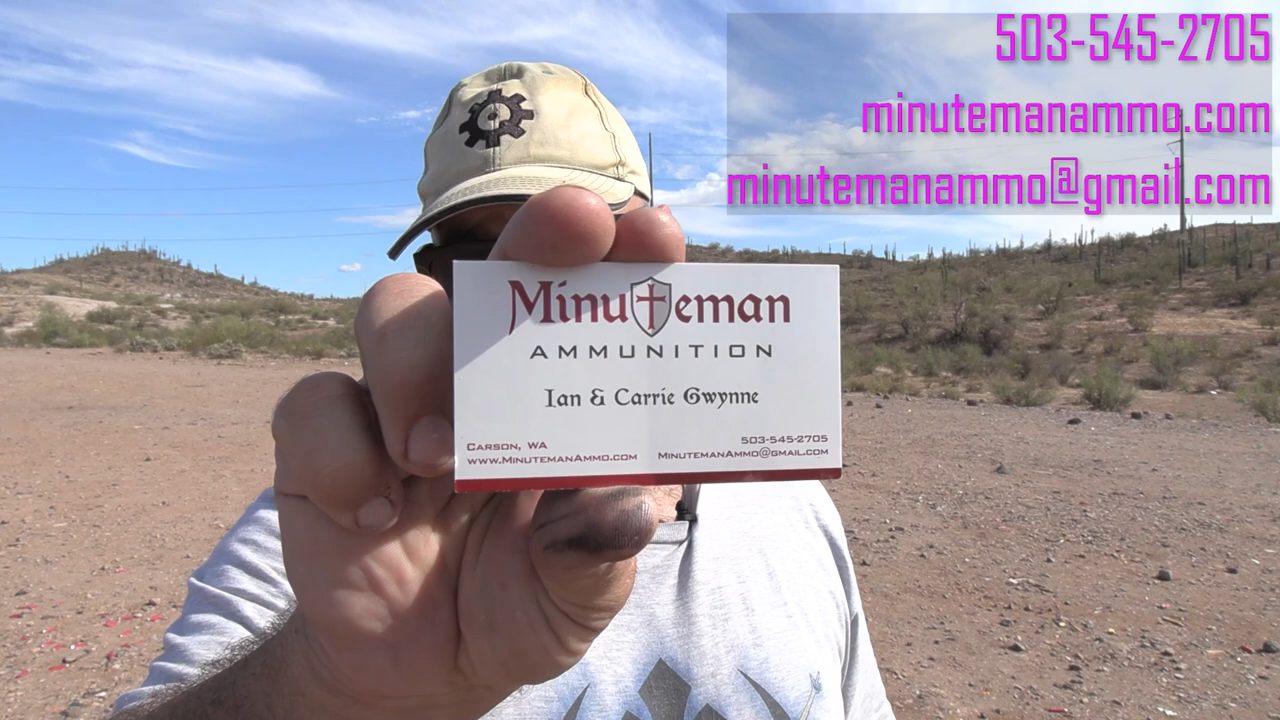 503-545-2705
minutemanammo.com
minutemanammo@gmail.com
Minuteman
AMMUNITION
Ian & Carrie Gwynne
Carson, WA
www.MinutemanAmmo.com
503-545-2705
MinutemanAmmo@gmail.com